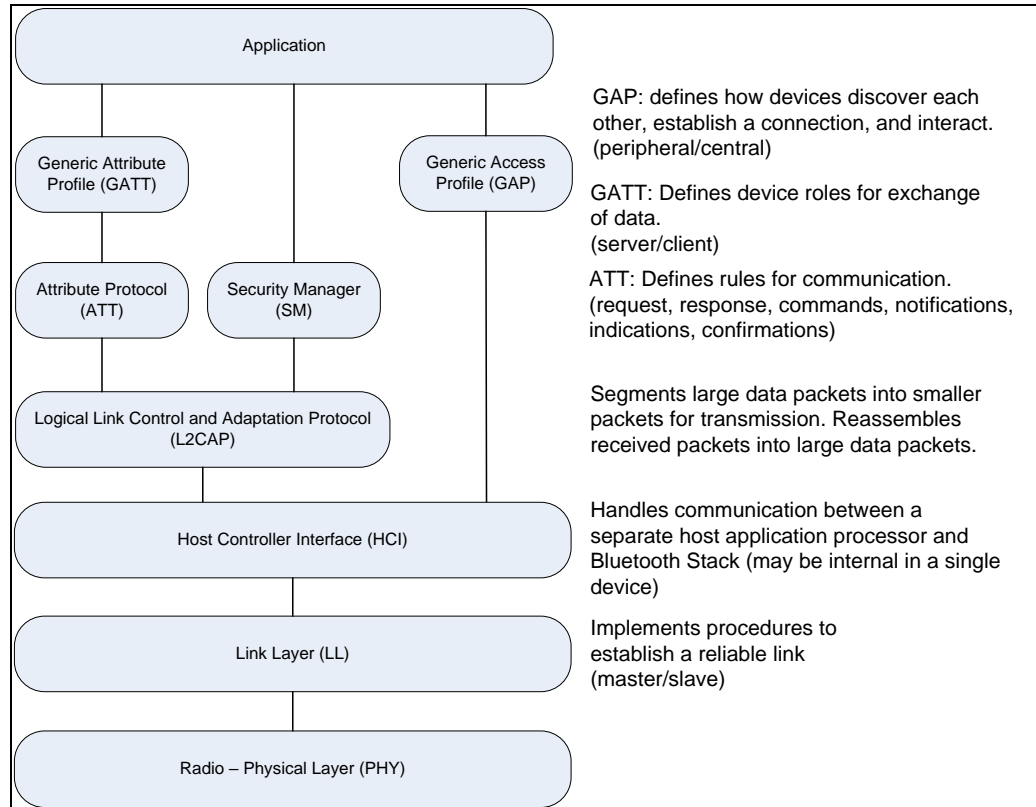 Application
Generic Attribute
Profile (GATT)
Generic Access
Profile (GAP)
Attribute Protocol
(ATT)
Security Manager
(SM)
Logical Link Control and Adaptation Protocol
(L2CAP)
Host Controller Interface (HCI)
Link Layer (LL)
Radio – Physical Layer (PHY)
GAP: defines how devices discover each
other, establish a connection, and interact.
(peripheral/central)
GATT: Defines device roles for exchange
of data.
(server/client)
ATT: Defines rules for communication.
(request, response, commands, notifications,
indications, confirmations)
Segments large data packets into smaller
packets for transmission. Reassembles
received packets into large data packets.
Handles communication between a
separate host application processor and
Bluetooth Stack (may be internal in a single
device)
Implements procedures to
establish a reliable link
(master/slave)